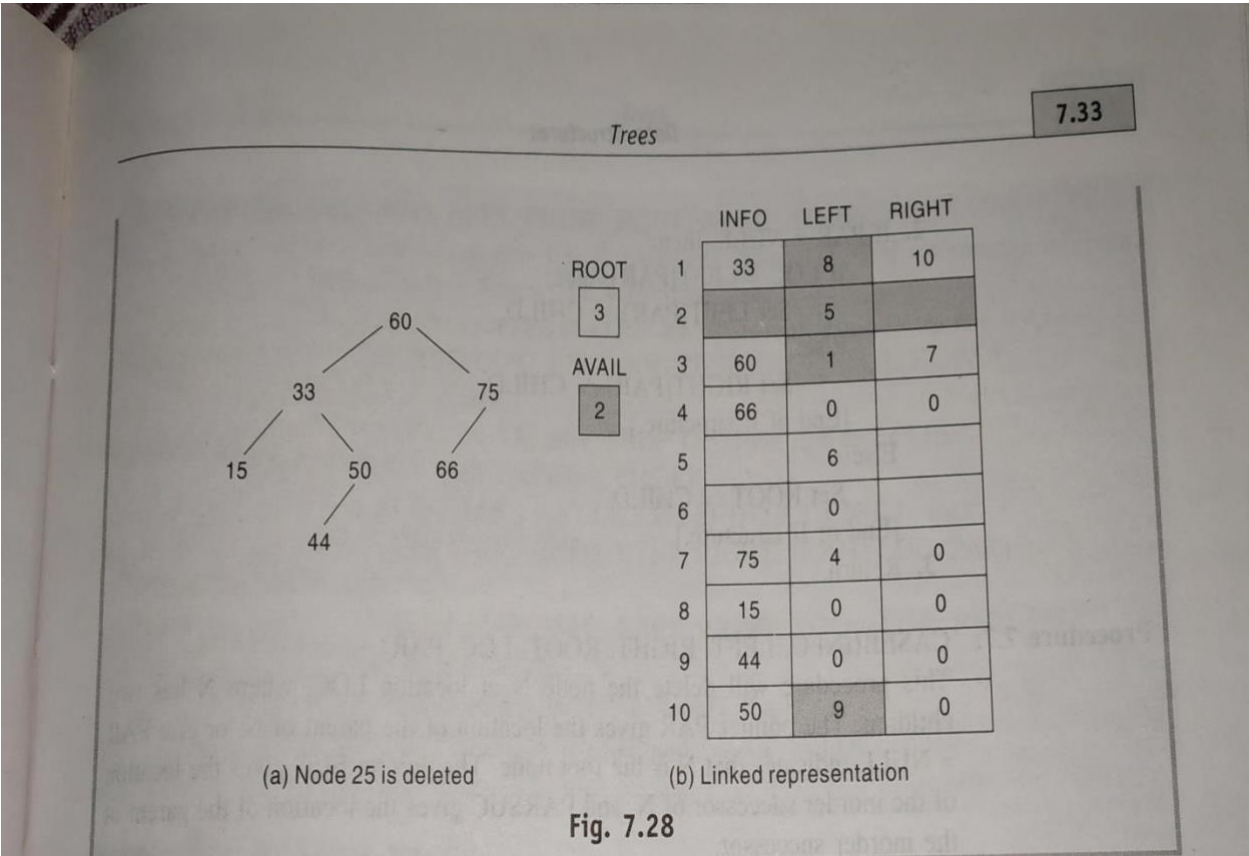 Trees
7.33
60
33 75
15 50 66
44
ROOT
3
AVAIL
2
INFO LEFT RIGHT
1 33 8 10
2 5
3 60 1 7
4 66 0 0
5 6
6 0
7 75 4 0
8 15 0 0
9 44 0 0
10 50 9 0
(a) Node 25 is deleted
(b) Linked representation
Fig. 7.28